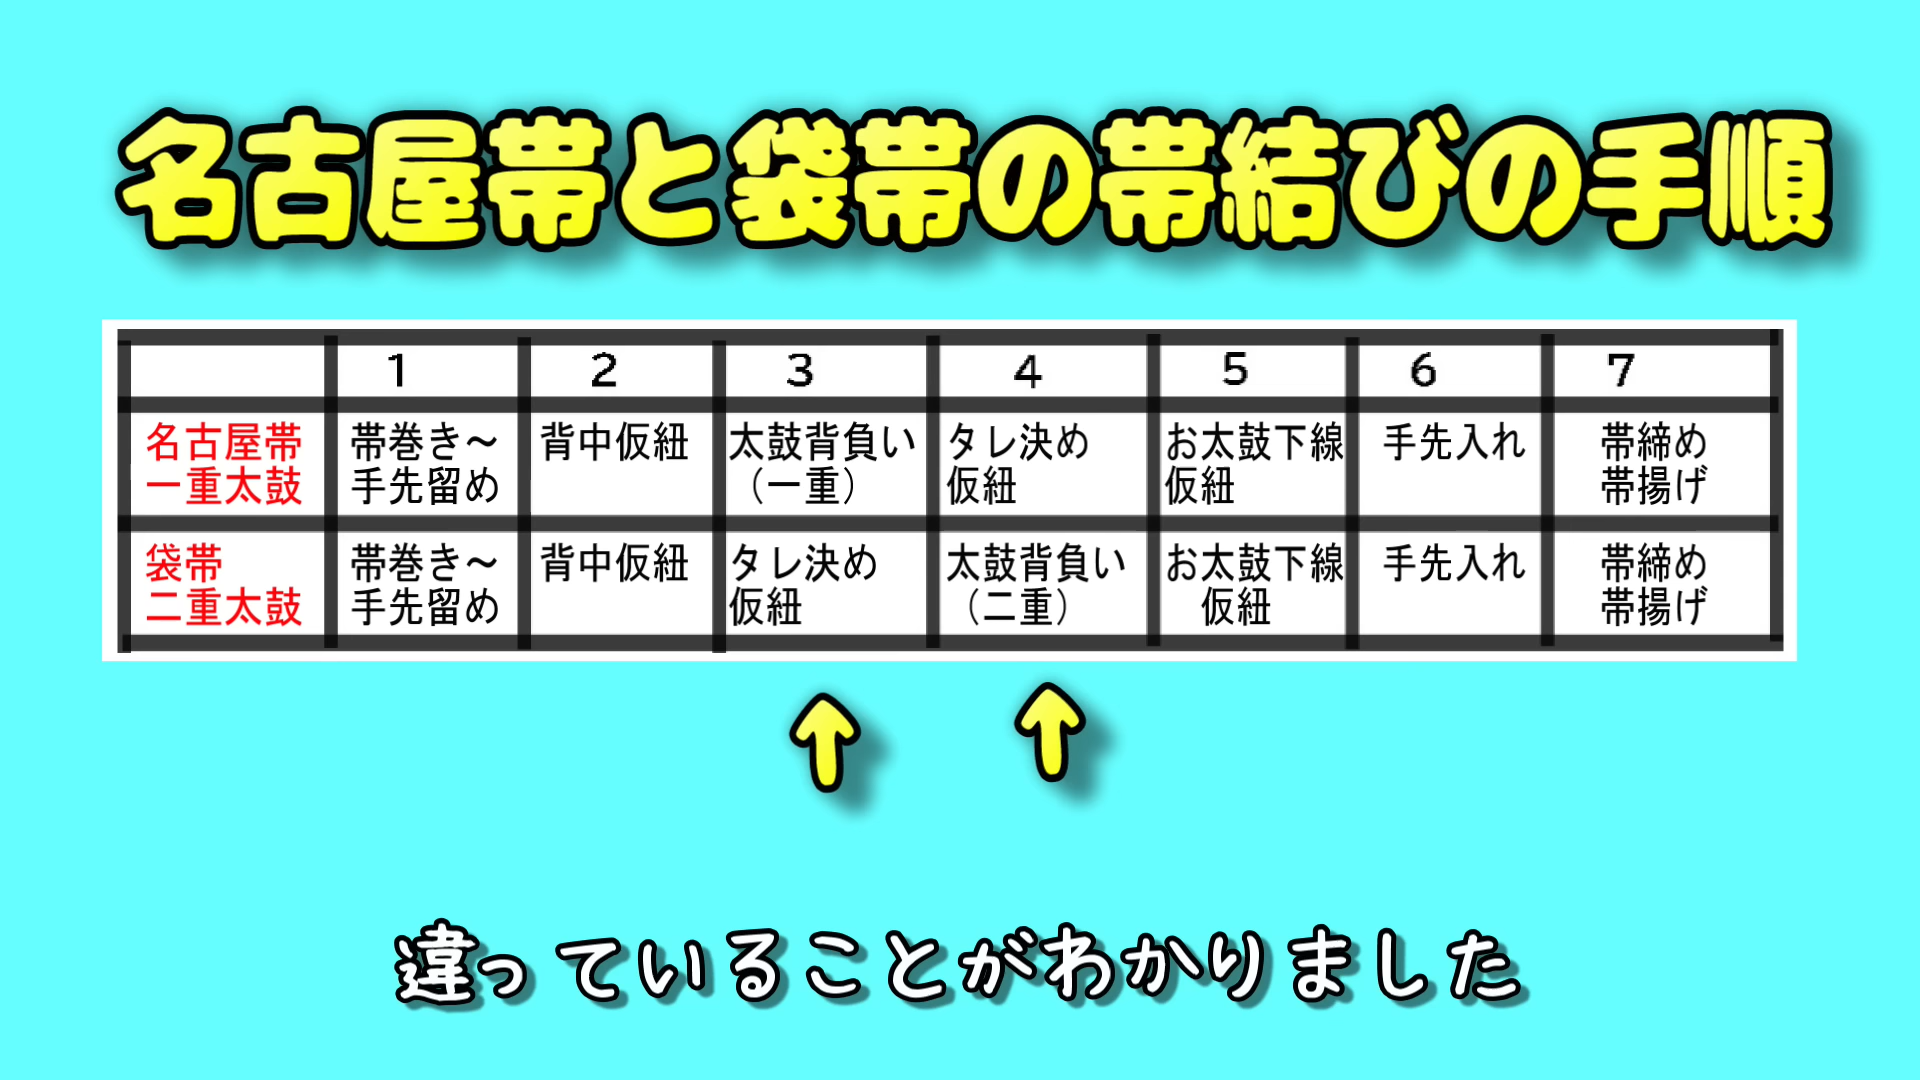 名古屋帯と袋帯の帯結びの手順
1 2 3 4 5 6 7
名古屋帯 帯巻き～ 背中仮紐 太鼓背負い タレ決め お太鼓下線 手先入れ 帯締め
一重太鼓 手先留め （一重） 仮紐 仮紐 帯揚げ
袋帯 帯巻き～ 背中仮紐 タレ決め 太鼓背負い お太鼓下線 手先入れ 帯締め
二重太鼓 手先留め 仮紐 （二重） 仮紐 帯揚げ
違っていることがわかりました